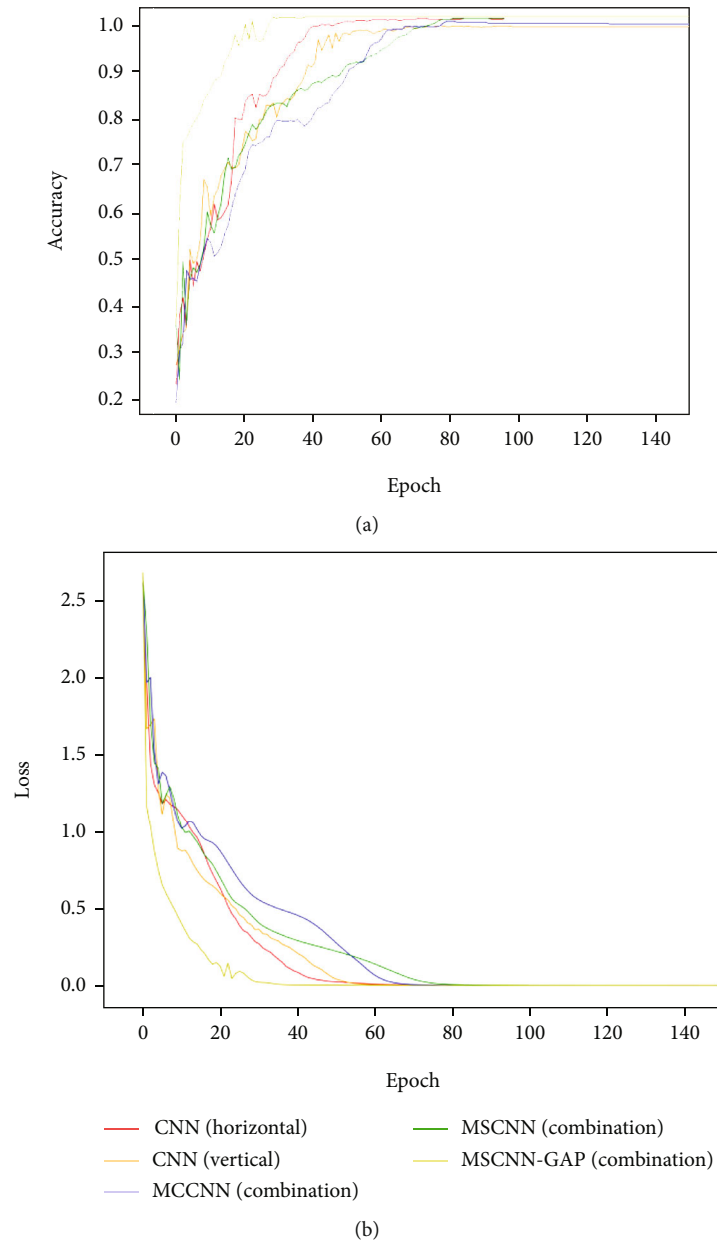 1.0
0.9
0.8
0.7
0.6
0.5
0.4
0.3
0.2
Accuracy
0 20 40 60 80 100 120 140
Epoch
(a)
2.5
2.0
1.5
1.0
0.5
0.0
Loss
0 20 40 60 80 100 120 140
Epoch
CNN (horizontal)
CNN (vertical)
MCCNN (combination)
MSCNN (combination)
MSCNN-GAP (combination)
(b)